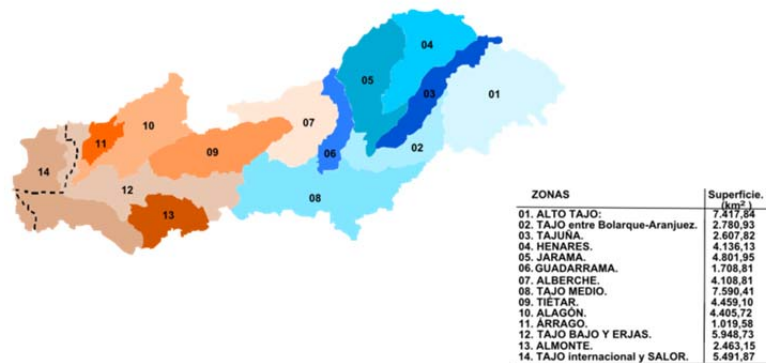 04
05
01
03
10
07
11
02
09
06
14
12
08
13
ZONAS Superficie. (km²)
01. ALTO TAJO: 7.417,84
02. TAJO entre Bolarque-Aranjuez. 2.780,93
03. TAJUÑA. 2.607,82
04. HENARES. 4.136,13
05. JARAMA. 4.801,95
06. GUADARRAMA. 1.708,81
07. ALBERCHE. 4.108,81
08. TAJO MEDIO. 7.590,41
09. TIÉTAR. 4.459,10
10. ALAGÓN. 4.405,72
11. ÁRRAGO. 1.019,58
12. TAJO BAJO Y ERJAS. 5.948,73
13. ALMONTE. 2.463,15
14. TAJO internacional y SALOR. 5.491,87